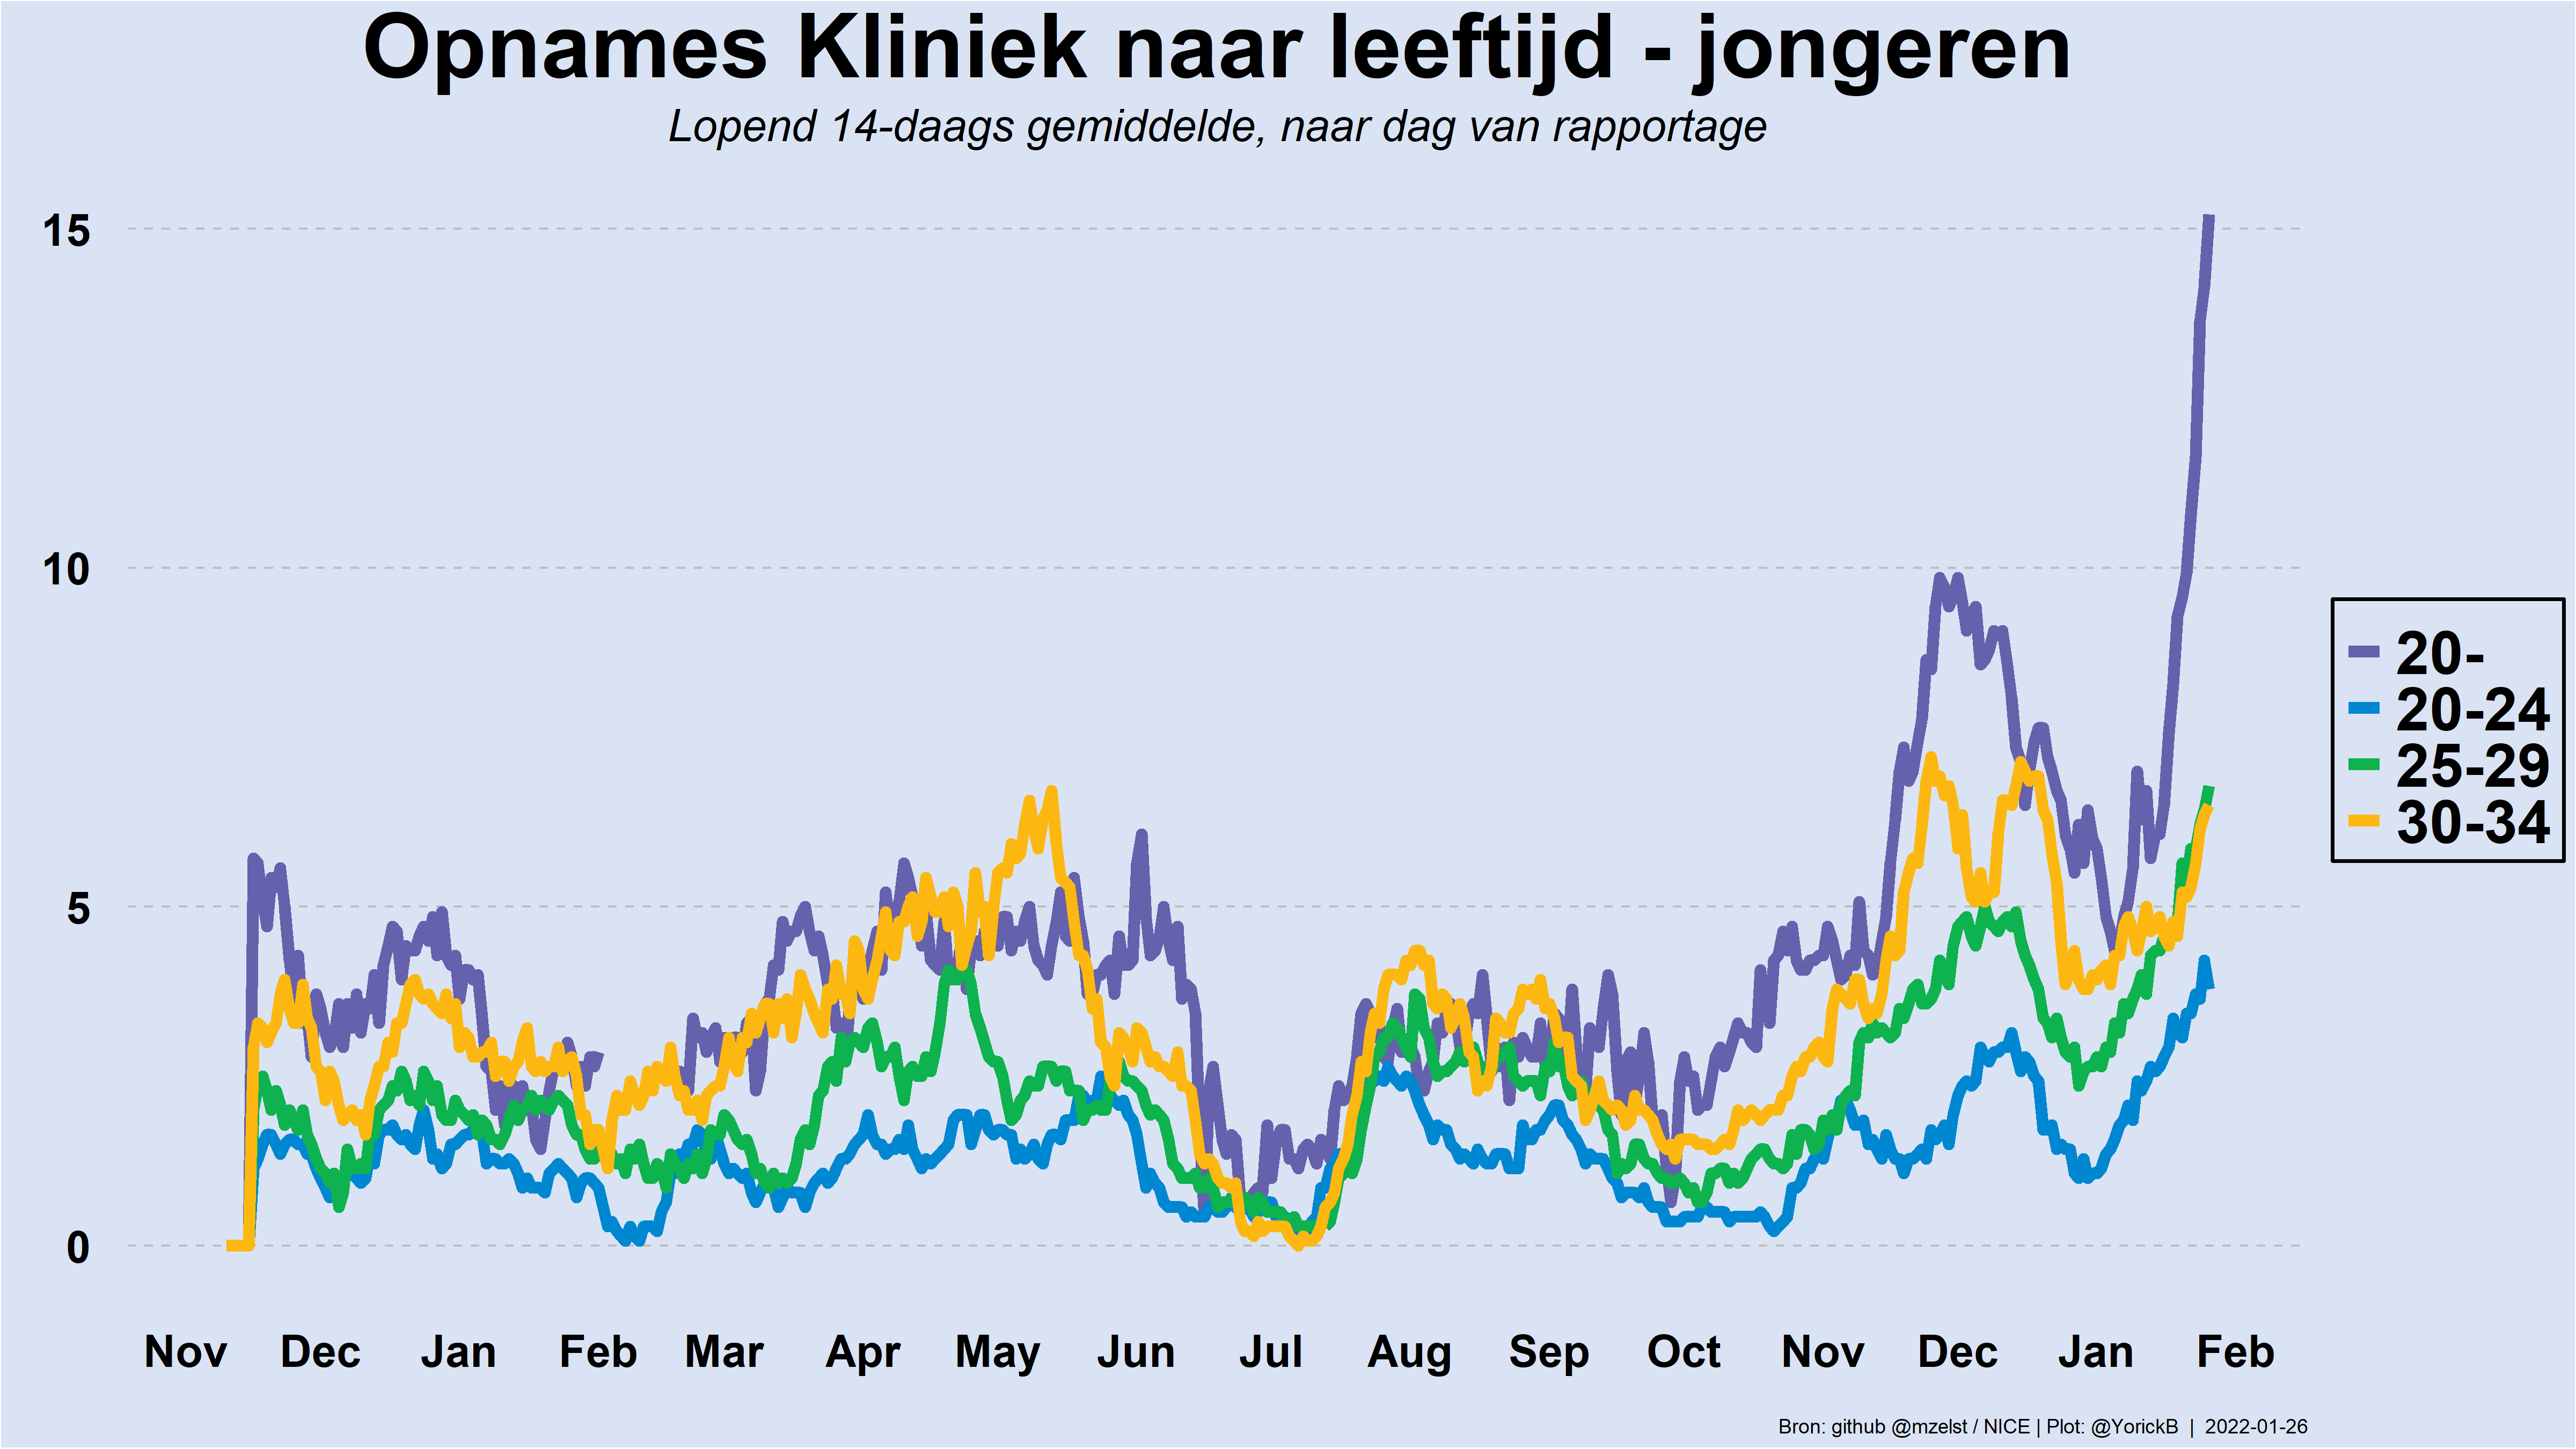 Opnames Kliniek naar leeftijd - jongeren
Lopend 14-daags gemiddelde, naar dag van rapportage
15
10
5
0
20-
20-24
25-29
30-34
Nov Dec Jan Feb Mar Apr May Jun Jul Aug Sep Oct Nov Dec Jan Feb
Bron: github @mzelst / NICE | Plot: @YorickB | 2022-01-26